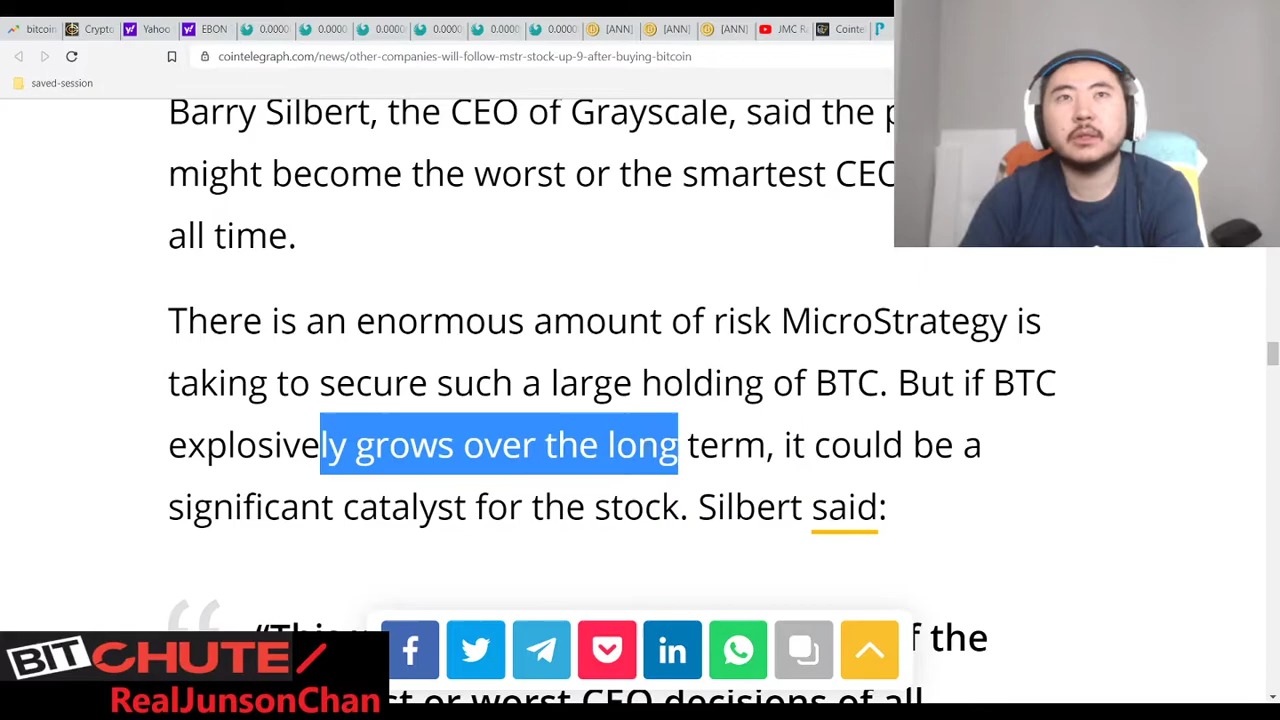 bitcoin
Crypto
Yahoo
EBON
0.0000
0.0000
0.0000
0.0000
0.0000
0.0000
[ANN]
[ANN]
[ANN]
JMC R
Cointe
cointelegraph.com/news/other-companies-will-follow-mstr-stock-up-9-after-buying-bitcoin
saved-session
Barry Silbert, the CEO of Grayscale, said the
might become the worst or the smartest CEO
all time.
There is an enormous amount of risk MicroStrategy is
taking to secure such a large holding of BTC. But if BTC
explosively grows over the long term, it could be a
significant catalyst for the stock. Silbert said:
f the
or worst CEO decisions of all
BITCHUTE/
RealJunsonChan